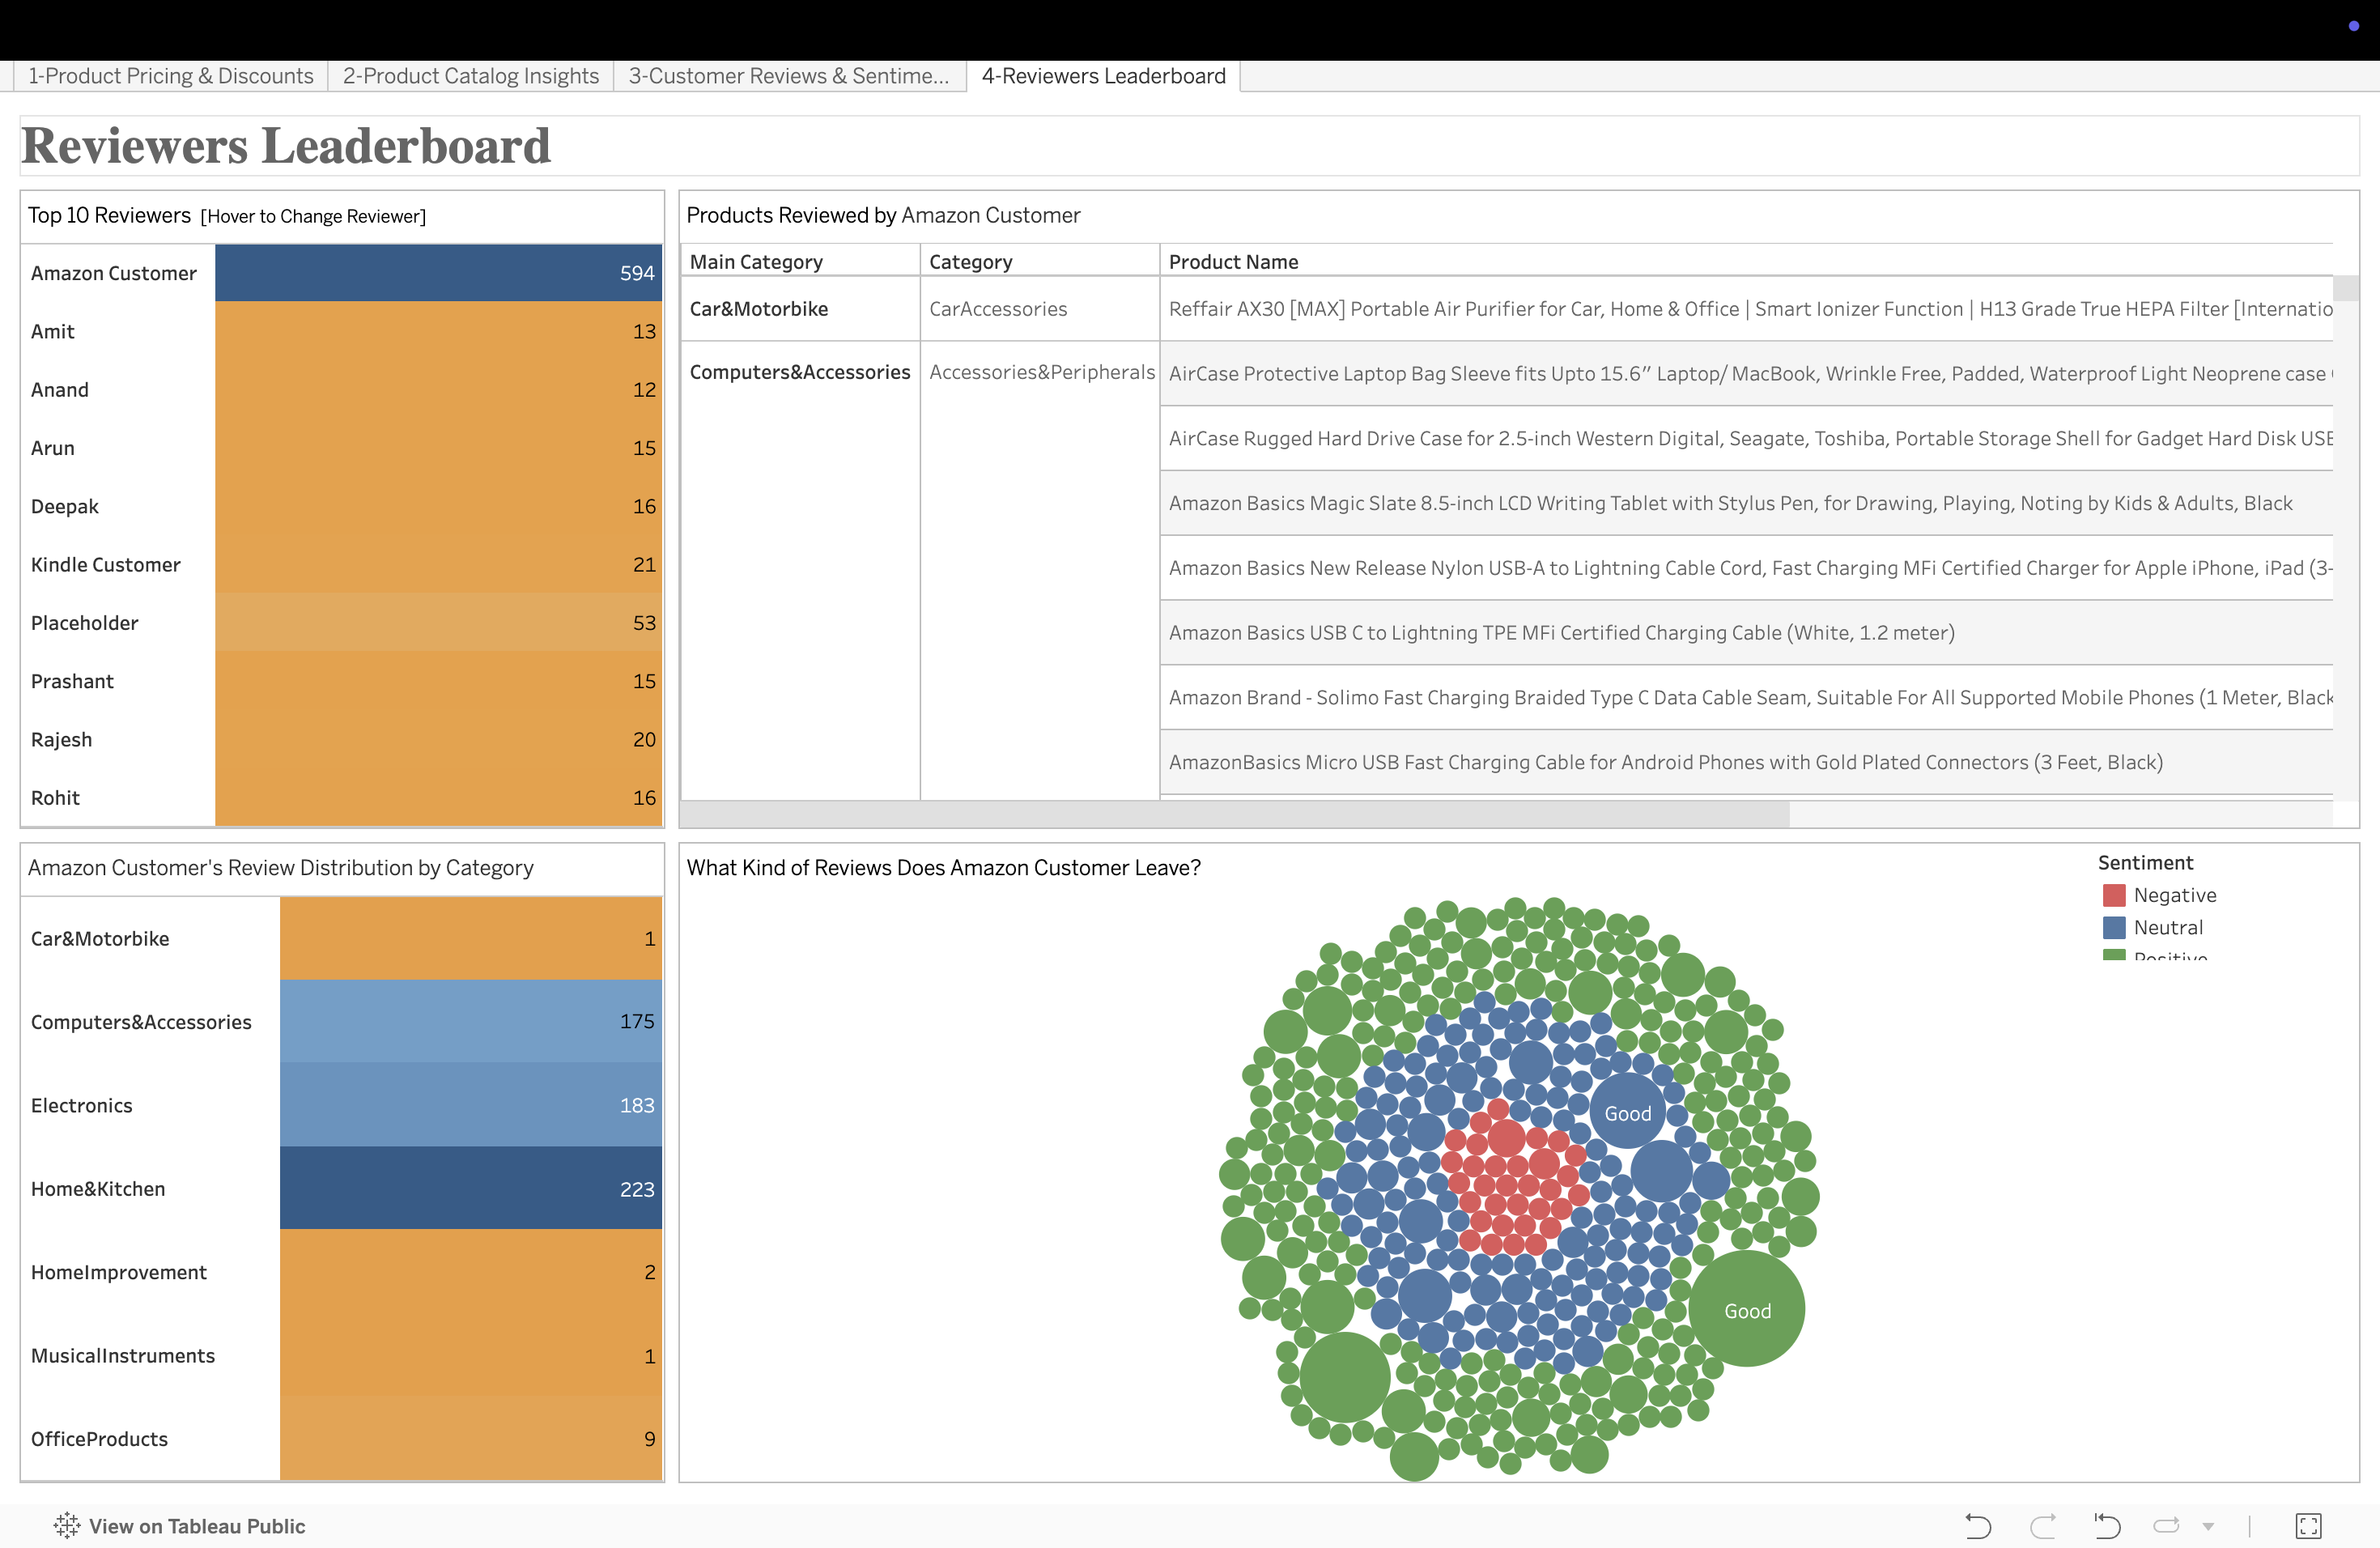 1-Product Pricing & Discounts
2-Product Catalog Insights
3-Customer Reviews & Sentime...
4-Reviewers Leaderboard
Reviewers Leaderboard
Top 10 Reviewers [Hover to Change Reviewer]
Amazon Customer 594
Amit 13
Anand 12
Arun 15
Deepak 16
Kindle Customer 21
Placeholder 53
Prashant 15
Rajesh 20
Rohit 16
Products Reviewed by Amazon Customer
Main Category Category Product Name
Car&Motorbike CarAccessories Reffair AX30 [MAX] Portable Air Purifier for Car, Home & Office | Smart Ionizer Function | H13 Grade True HEPA Filter [Internatio
Computers&Accessories Accessories&Peripherals AirCase Protective Laptop Bag Sleeve fits Upto 15.6” Laptop/ MacBook, Wrinkle Free, Padded, Waterproof Light Neoprene case
AirCase Rugged Hard Drive Case for 2.5-inch Western Digital, Seagate, Toshiba, Portable Storage Shell for Gadget Hard Disk USB
Amazon Basics Magic Slate 8.5-inch LCD Writing Tablet with Stylus Pen, for Drawing, Playing, Noting by Kids & Adults, Black
Amazon Basics New Release Nylon USB-A to Lightning Cable Cord, Fast Charging MFi Certified Charger for Apple iPhone, iPad (3-
Amazon Basics USB C to Lightning TPE MFi Certified Charging Cable (White, 1.2 meter)
Amazon Brand - Solimo Fast Charging Braided Type C Data Cable Seam, Suitable For All Supported Mobile Phones (1 Meter, Black
AmazonBasics Micro USB Fast Charging Cable for Android Phones with Gold Plated Connectors (3 Feet, Black)
Amazon Customer's Review Distribution by Category
Car&Motorbike 1
Computers&Accessories 175
Electronics 183
Home&Kitchen 223
HomeImprovement 2
MusicalInstruments 1
OfficeProducts 9
What Kind of Reviews Does Amazon Customer Leave?
Sentiment
Negative
Neutral
Positive
Good
Good
View on Tableau Public